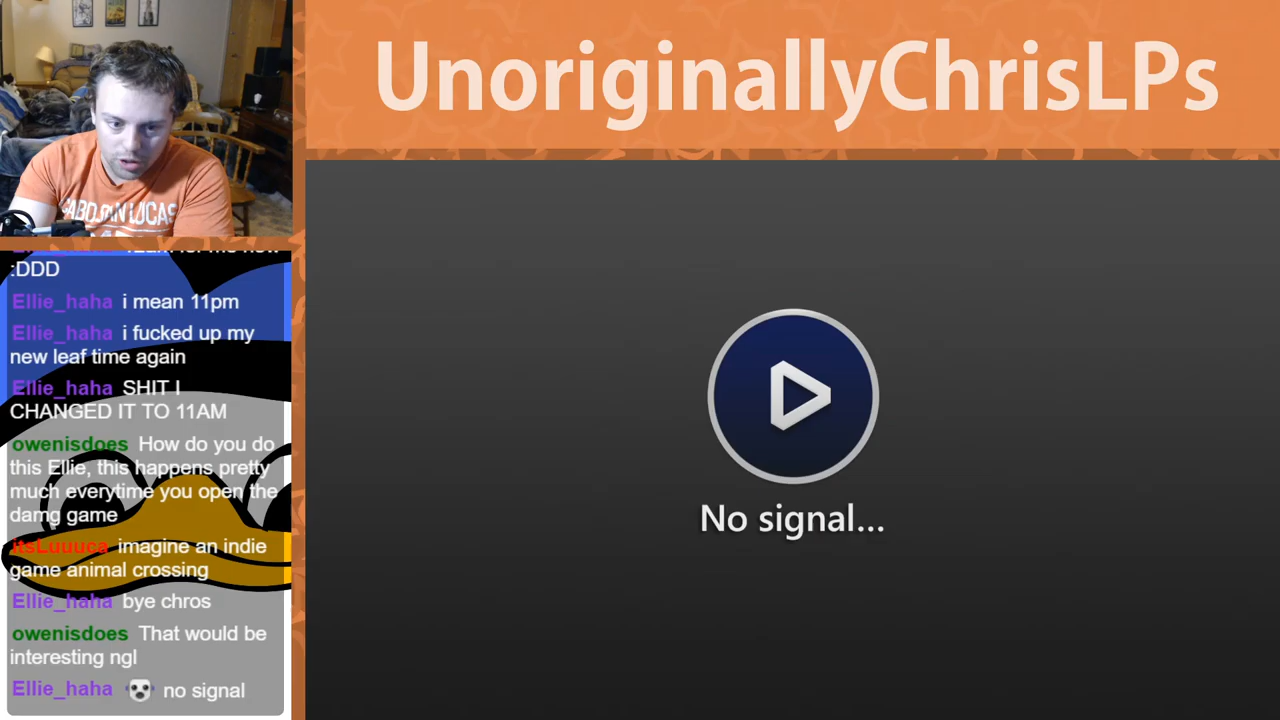 UnoriginallyChrisLPs
CABO SAN LUCAS
:DDD
Ellie_haha i mean 11pm
Ellie_haha i fucked up my
new leaf time again
Ellie_haha SHIT I
CHANGED IT TO 11AM
owenisdoes How do you do
this Ellie, this happens pretty
much everytime you open the
damg game
itsLuuuca imagine an indie
game animal crossing
Ellie_haha bye chros
owenisdoes That would be
interesting ngl
Ellie_haha no signal
No signal...